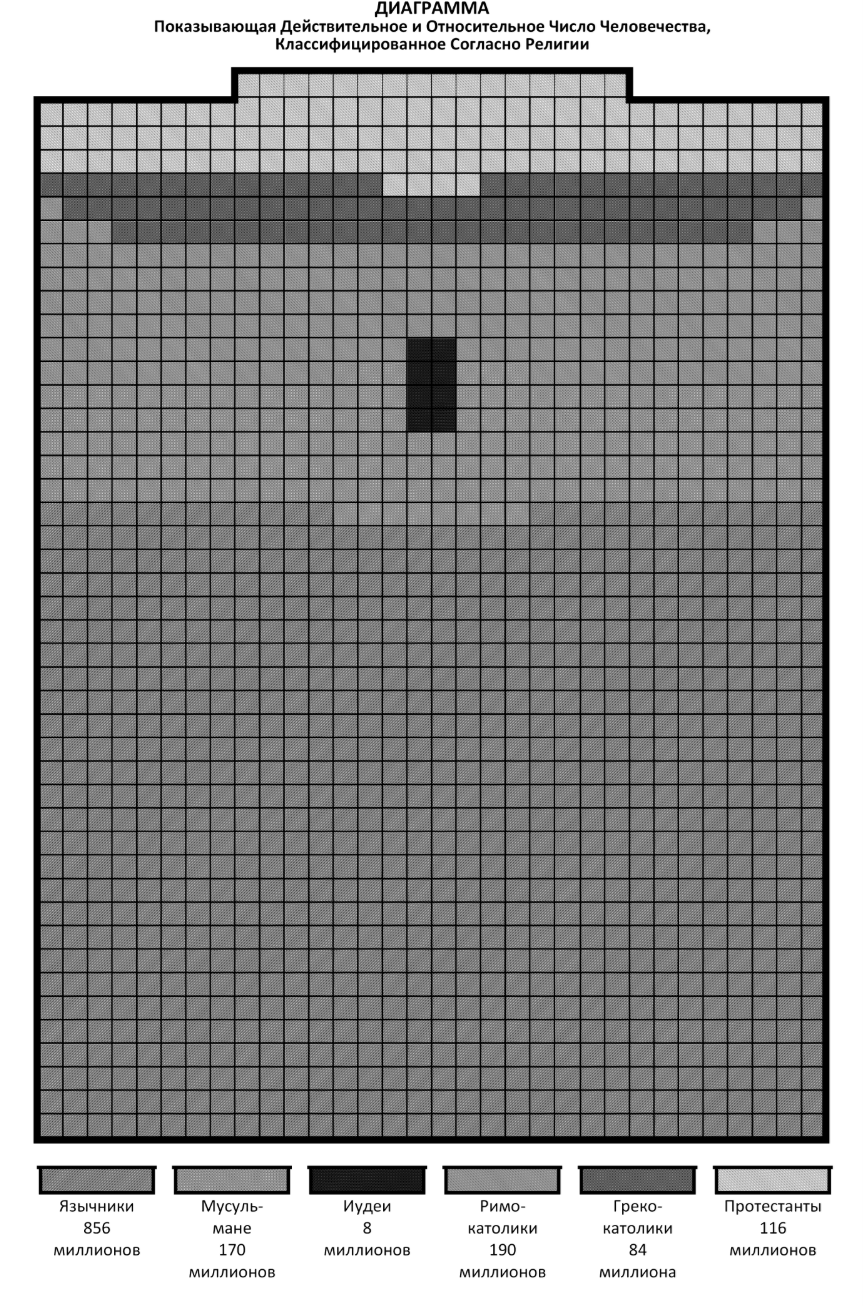 ДИАГРАММА
Показывающая Действительное и Относительное Число Человечества,
Классифицированное Согласно Религии
Язычники
856
миллионов
Мусуль-
мане
170
миллионов
Иудеи
8
миллионов
Римо-
католики
190
миллионов
Греко-
католики
84
миллиона
Протестанты
116
миллионов